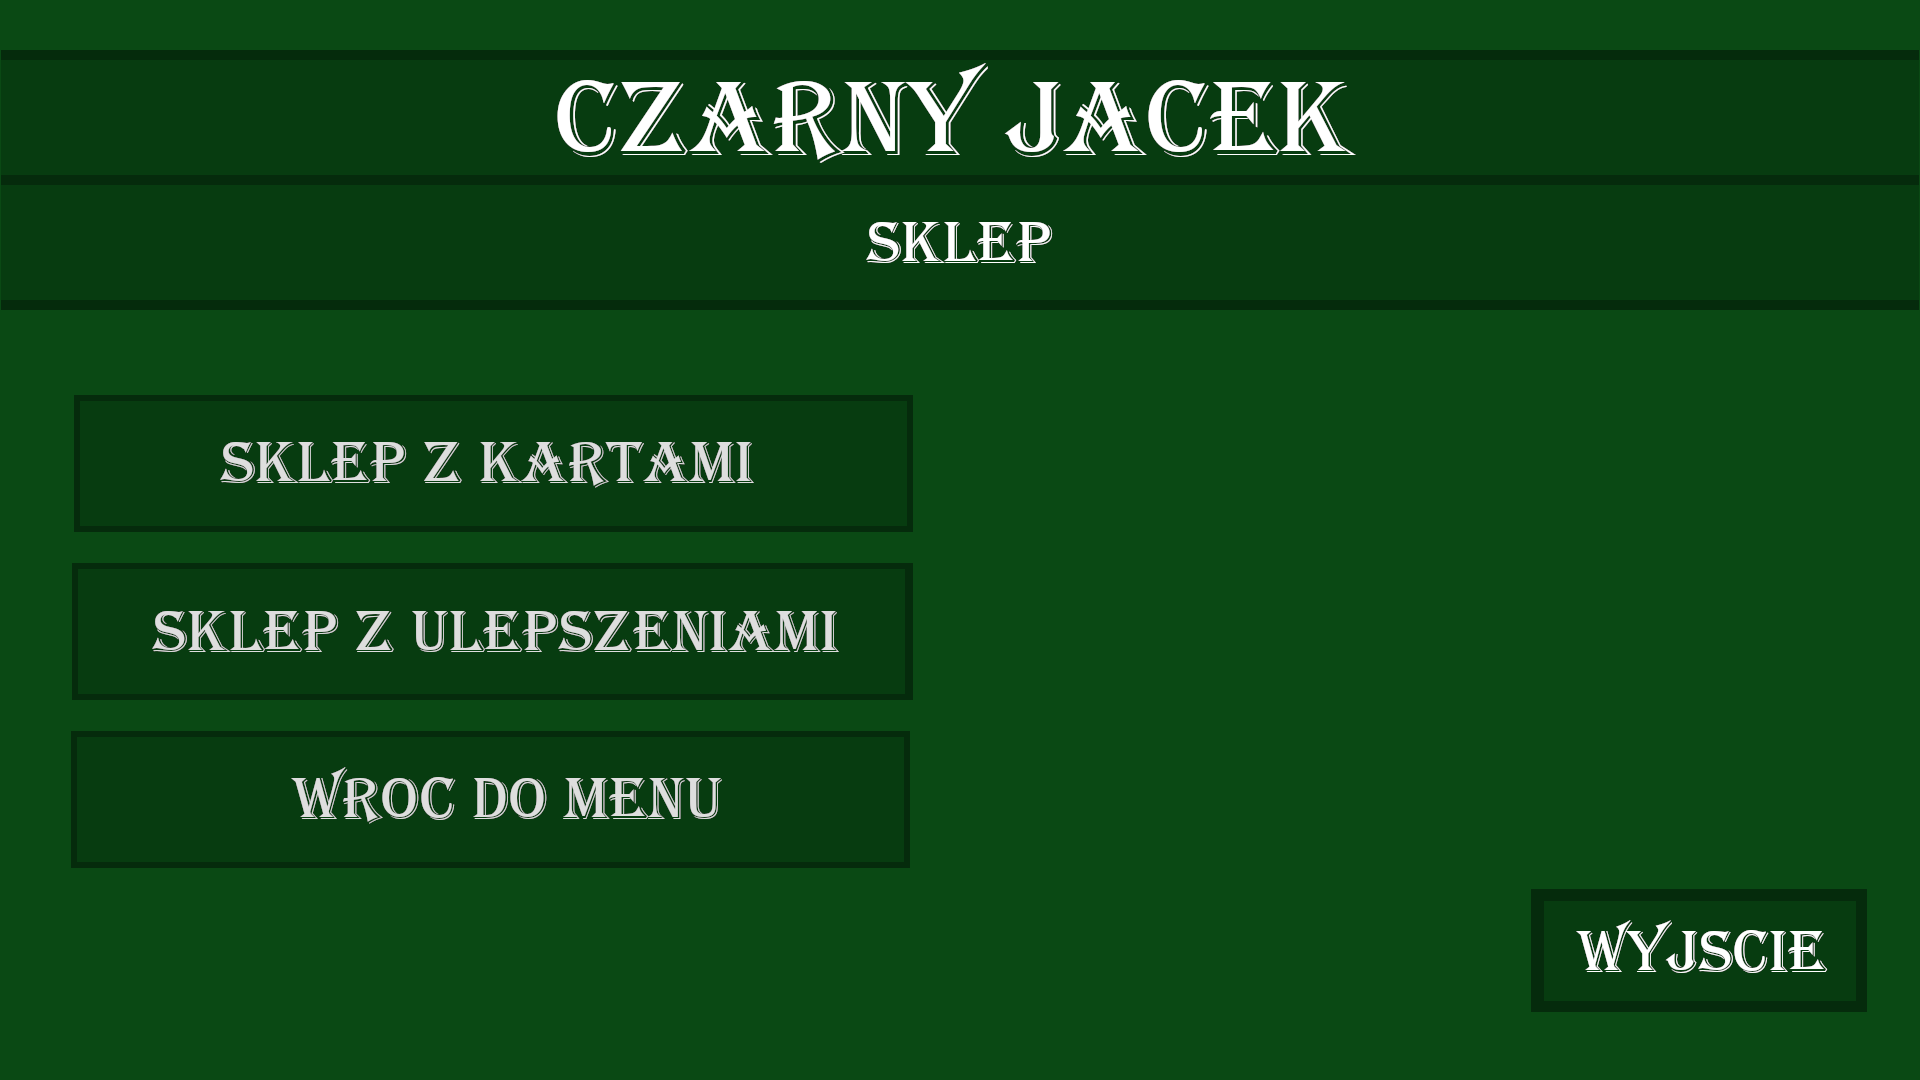 CZARNY JACEK
SKLEP
SKLEP Z KARTAMI
SKLEP Z ULEPSZENIAMI
WROC DO MENU
WYJSCIE